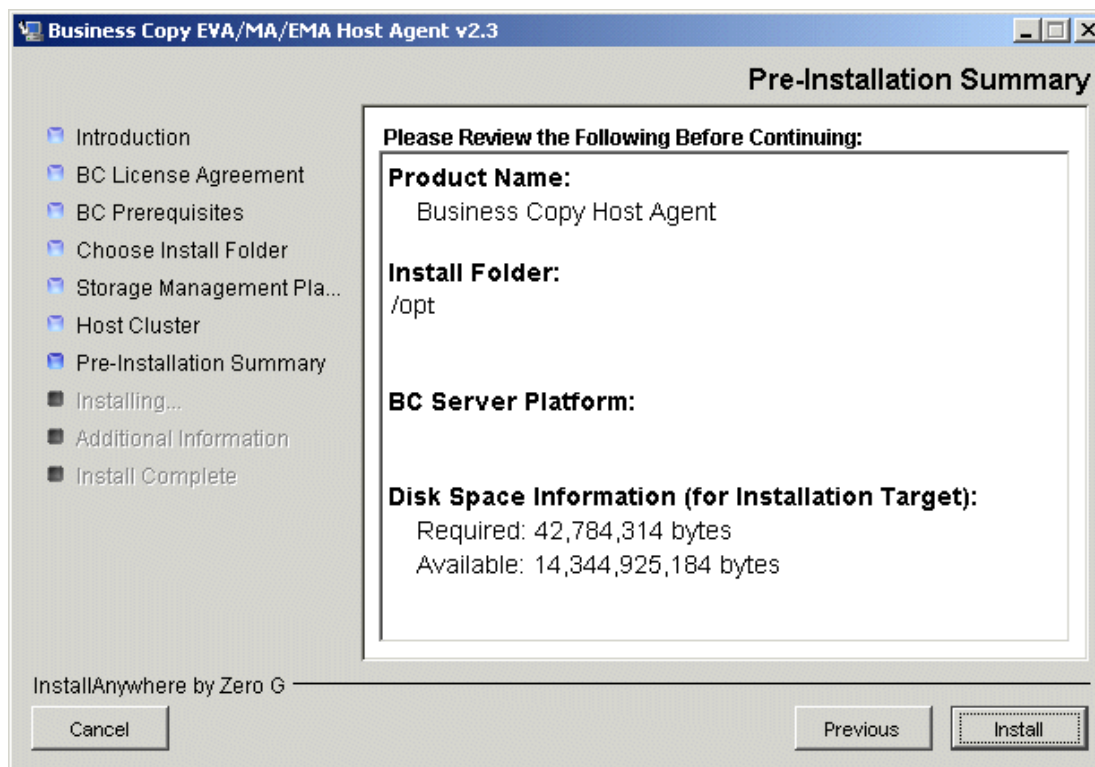 Business Copy EVA/MA/EMA Host Agent v2.3
Pre-Installation Summary
Introduction
BC License Agreement
BC Prerequisites
Choose Install Folder
Storage Management Pla...
Host Cluster
Pre-Installation Summary
Installing...
Additional Information
Install Complete
Please Review the Following Before Continuing:
Product Name:
Business Copy Host Agent
Install Folder:
/opt
BC Server Platform:
Disk Space Information (for Installation Target):
Required: 42,784,314 bytes
Available: 14,344,925,184 bytes
InstallAnywhere by Zero G
Cancel
Previous
Install